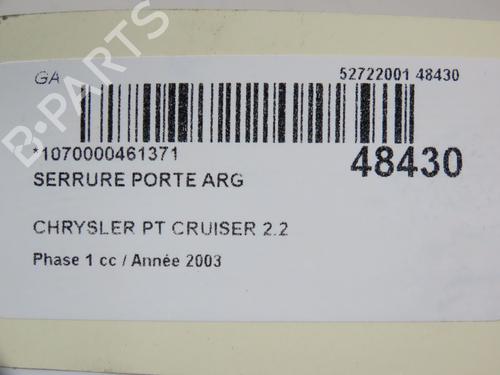 GA 52722001 48430
B-PARTS
*1070000461371 48430
SERRURE PORTE ARG
CHRYSLER PT CRUISER 2.2
Phase 1 cc / Année 2003